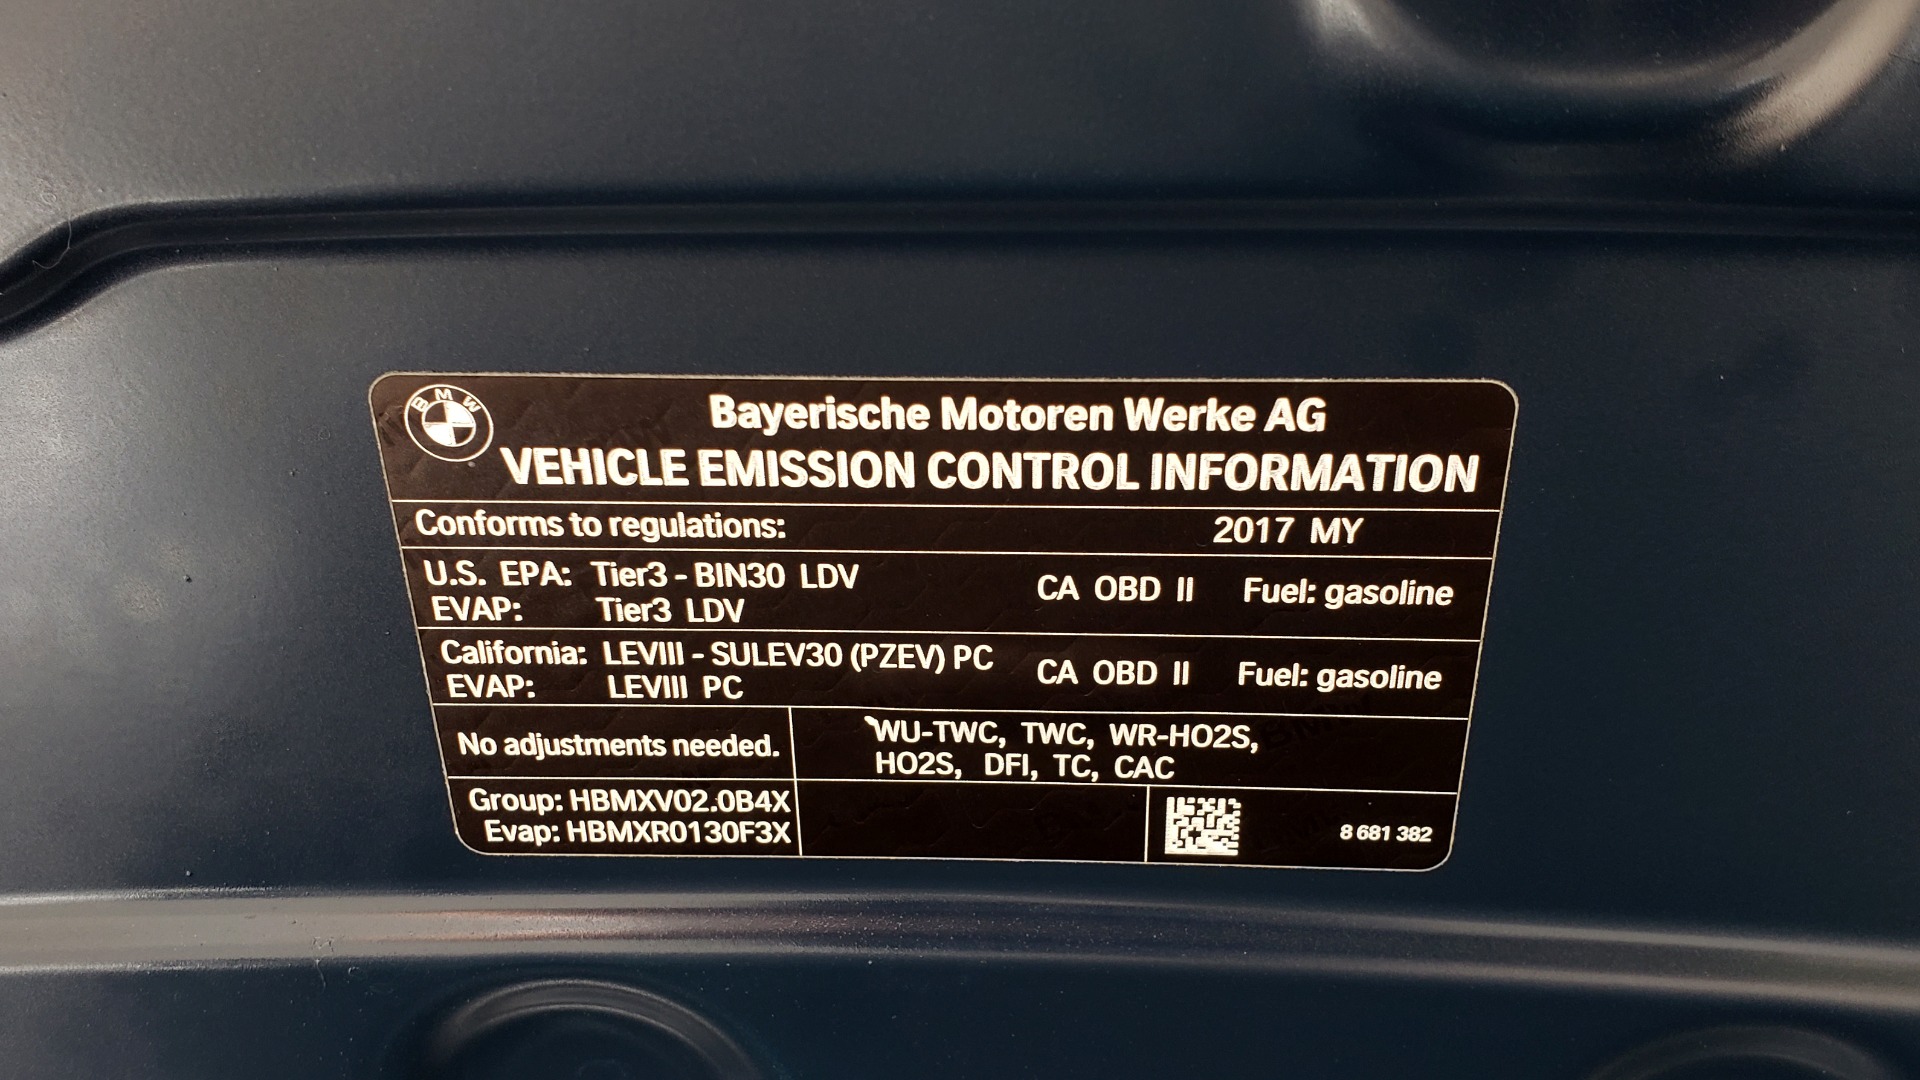 BMW
Bayerische Motoren Werke AG
VEHICLE EMISSION CONTROL INFORMATION
Conforms to regulations: 2017 MY
U.S. EPA: Tier3 - BIN30 LDV CA OBD II Fuel: gasoline
EVAP: Tier3 LDV
California: LEVIII - SULEV30 (PZEV) PC CA OBD II Fuel: gasoline
EVAP: LEVIII PC
No adjustments needed.
WU-TWC, TWC, WR-HO2S,
HO2S, DFI, TC, CAC
Group: HBMXV02.0B4X
Evap: HBMXR0130F3X
8 681 382